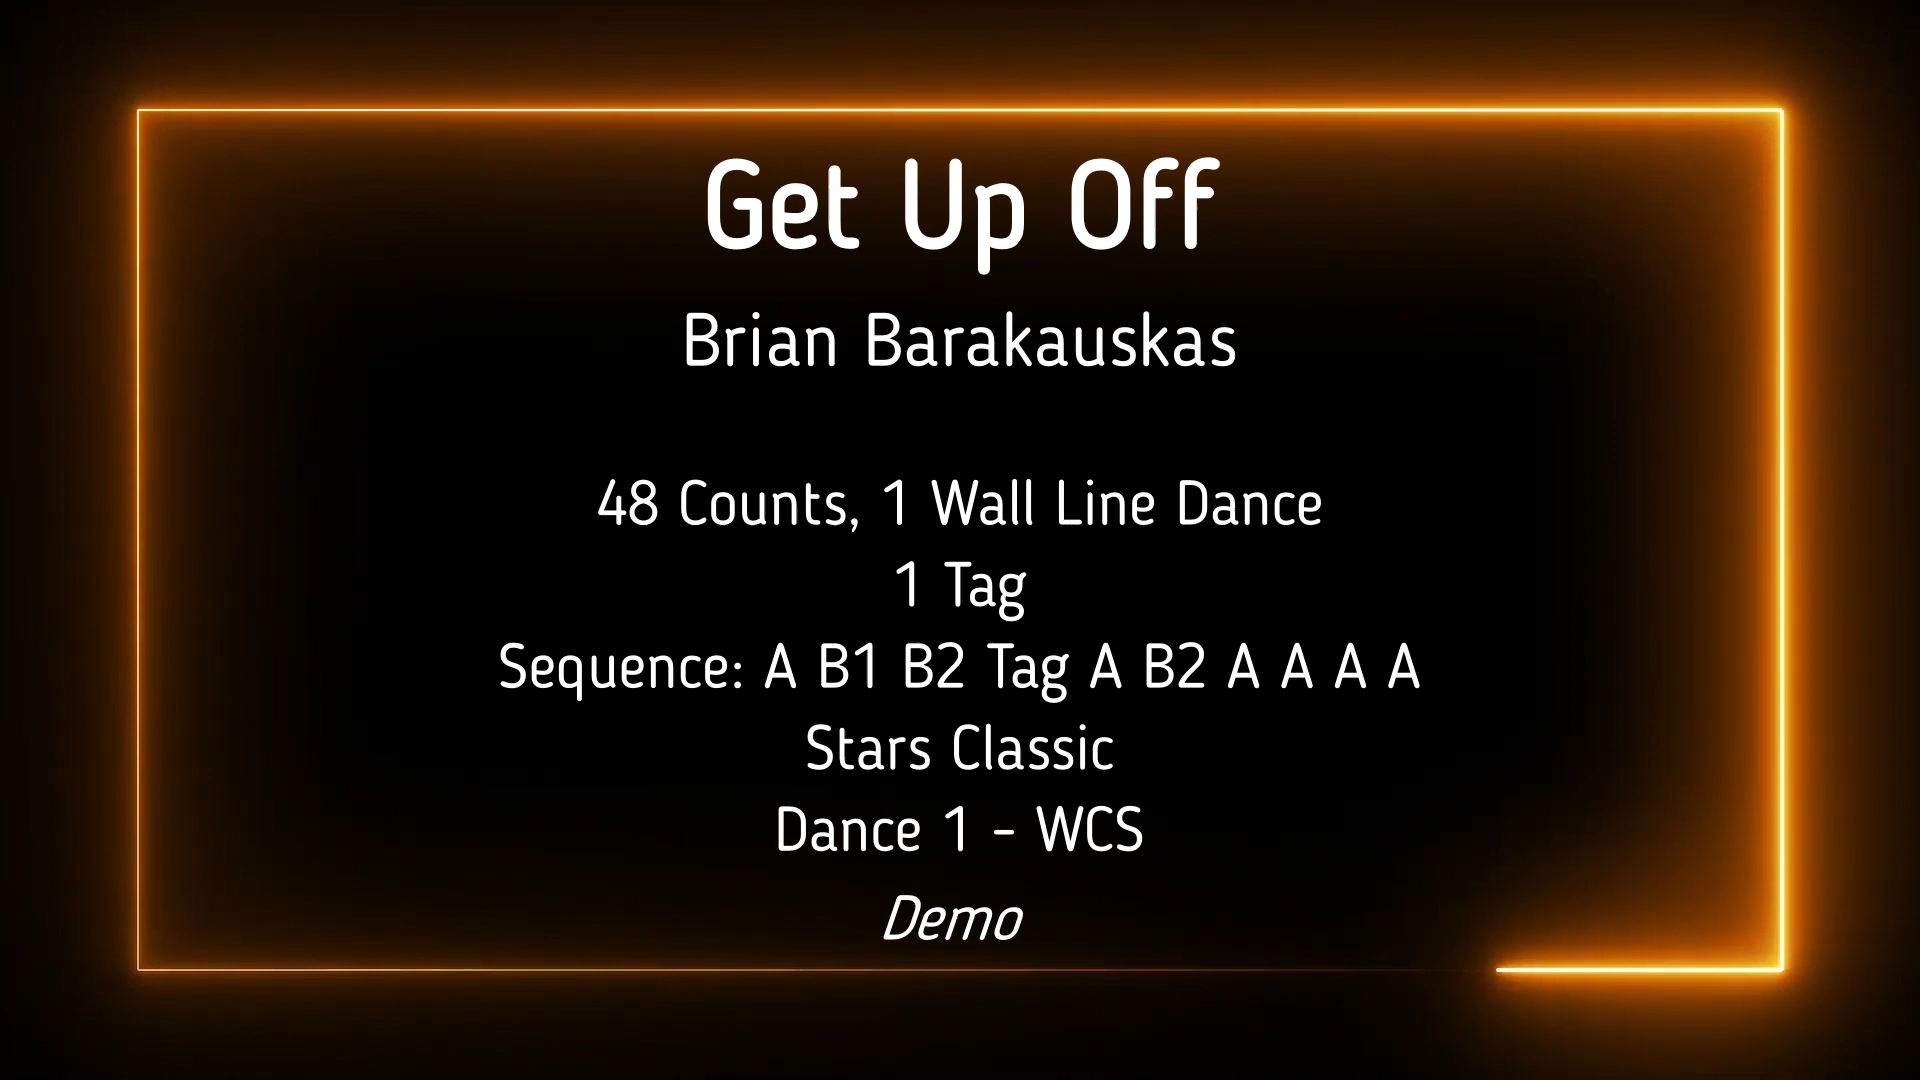 Get Up Off
Brian Barakauskas
48 Counts, 1 Wall Line Dance
1 Tag
Sequence: A B1 B2 Tag A B2 A A A A
Stars Classic
Dance 1 - WCS
Demo